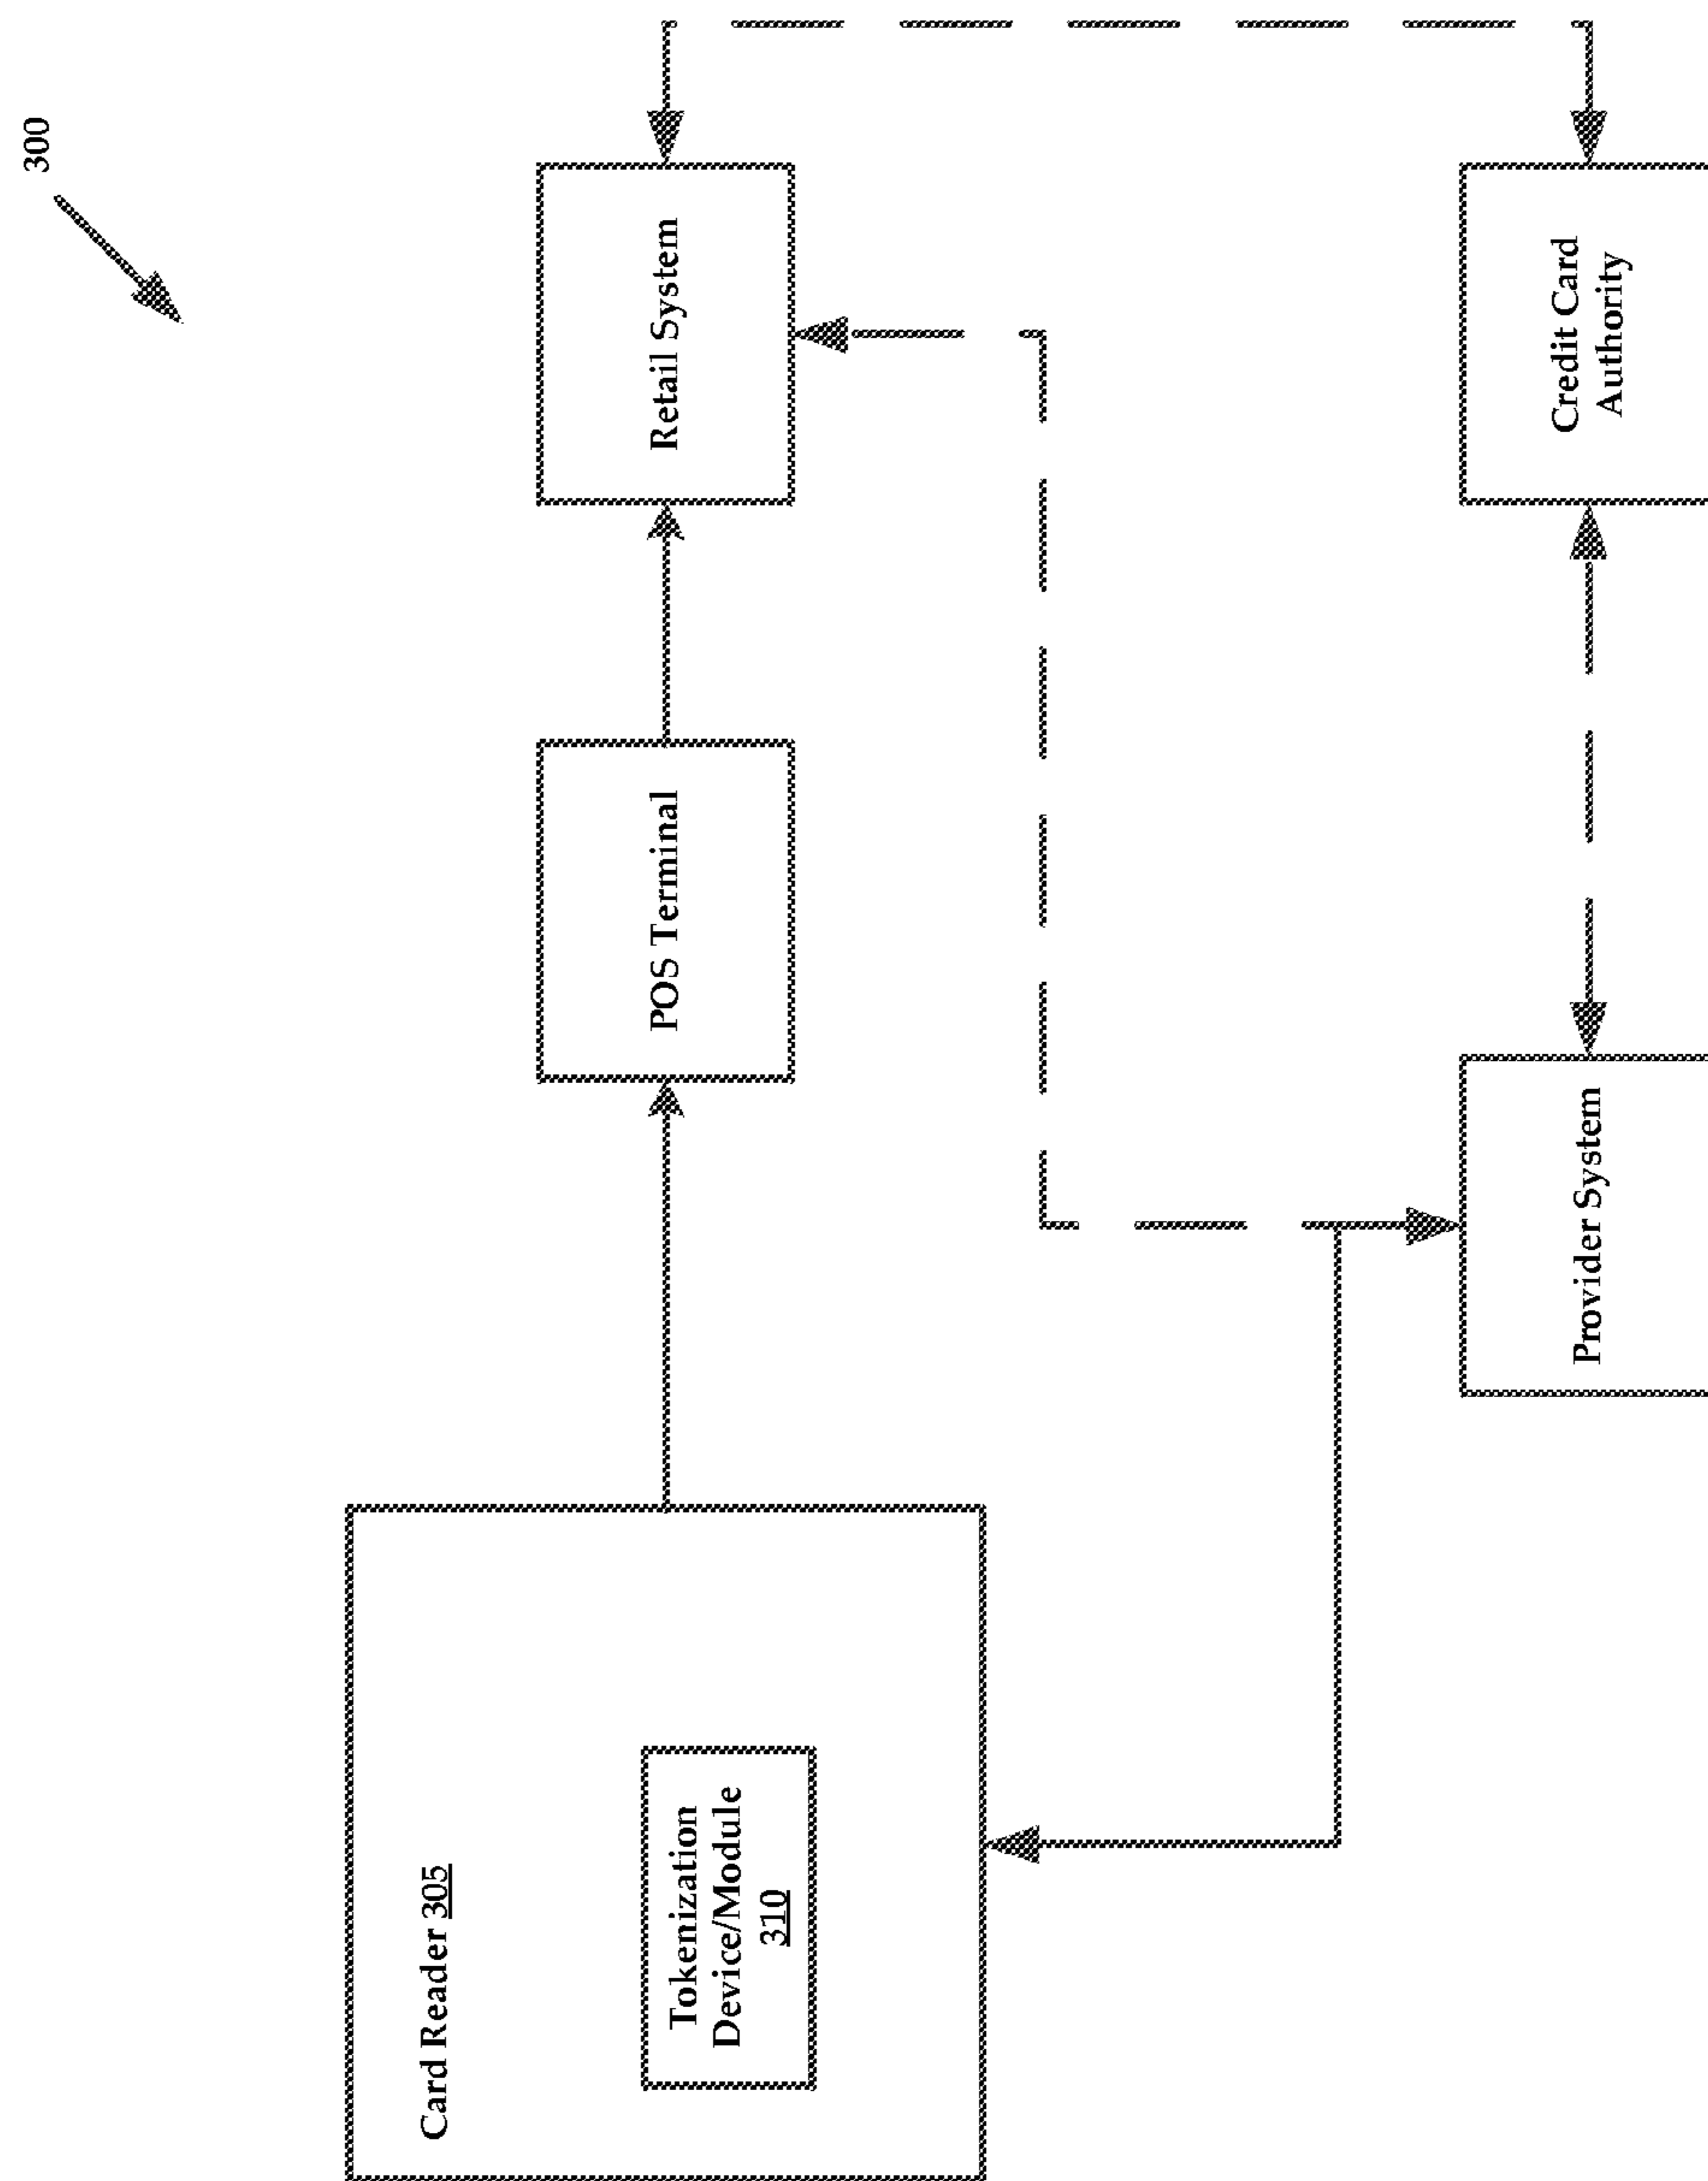 300
Card Reader 305
Tokenization
Device/Module
310
POS Terminal
Retail System
Provider System
Credit Card
Authority